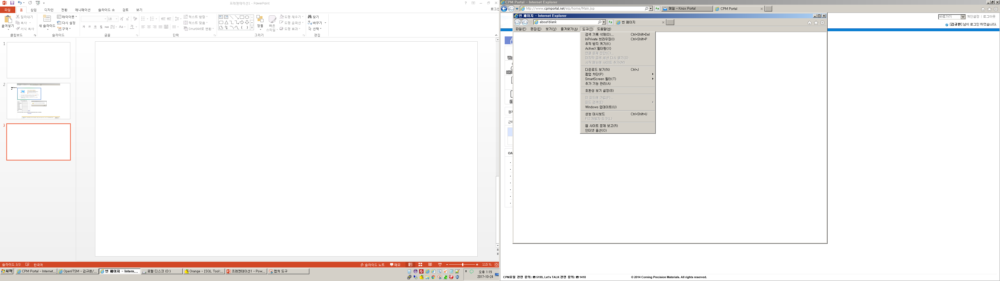 프레젠테이션1 - PowerPoint
파일 홈 삽입 디자인 전환 애니메이션 슬라이드 쇼 검토 보기
붙여넣기 잘라내기 복사 서식 복사
클립보드
새 슬라이드 레이아웃 다시 설정 구역
슬라이드
18
글꼴
텍스트 방향 텍스트 맞춤 SmartArt로 변환
단락
정렬 빠른 스타일 도형 채우기 도형 윤곽선 도형 효과
그리기
찾기 바꾸기 선택
편집
1
2
3
슬라이드 3/3 한국어 슬라이드 노트 메모 115 %
시작 CPM Portal - Internet,.. OpenITSM - 김규환/... 빈 페이지 - Intern... 로컬 디스크 (D:) Orange - [SQL Tool:... 프레젠테이션1 - Pow,.. 캡처 도구
오후 1:19
2017-10-24
CPM Portal - Internet Explorer
http://www.cpmportal.net/eip/home/Main.jsp 메일 - Knox Portal CPM Portal
바로가기 개인설정 | 로그아웃
[김규환] 님이 로그인 하였습니다.
빈 페이지 - Internet Explorer
about:blank 빈 페이지
파일(F) 편집(E) 보기(V) 즐겨찾기(A) 도구(T) 도움말(H)
검색 기록 삭제(D)... Ctrl+Shift+Del
InPrivate 브라우징(I) Ctrl+Shift+P
추적 방지 켜기(K)
ActiveX 필터링(X)
연결 문제 진단(C)...
마지막 검색 세션 다시 열기(S)
시작 메뉴에 사이트 추가(M)
다운로드 보기(N) Ctrl+J
팝업 차단(P)
SmartScreen 필터(T)
추가 기능 관리(A)
호환성 보기 설정(B)
이 피드에 가입(F)...
피드 검색(E)
Windows 업데이트(U)
성능 대시보드 Ctrl+Shift+U
F12 개발자 도구(L)
웹 사이트 문제 보고(R)
인터넷 옵션(O)
CPM포털 관련 문의: ☎ 5199, Let's TALK 관련 문의: ☎ 1418
© 2014 Corning Precision Materials. All rights reserved.